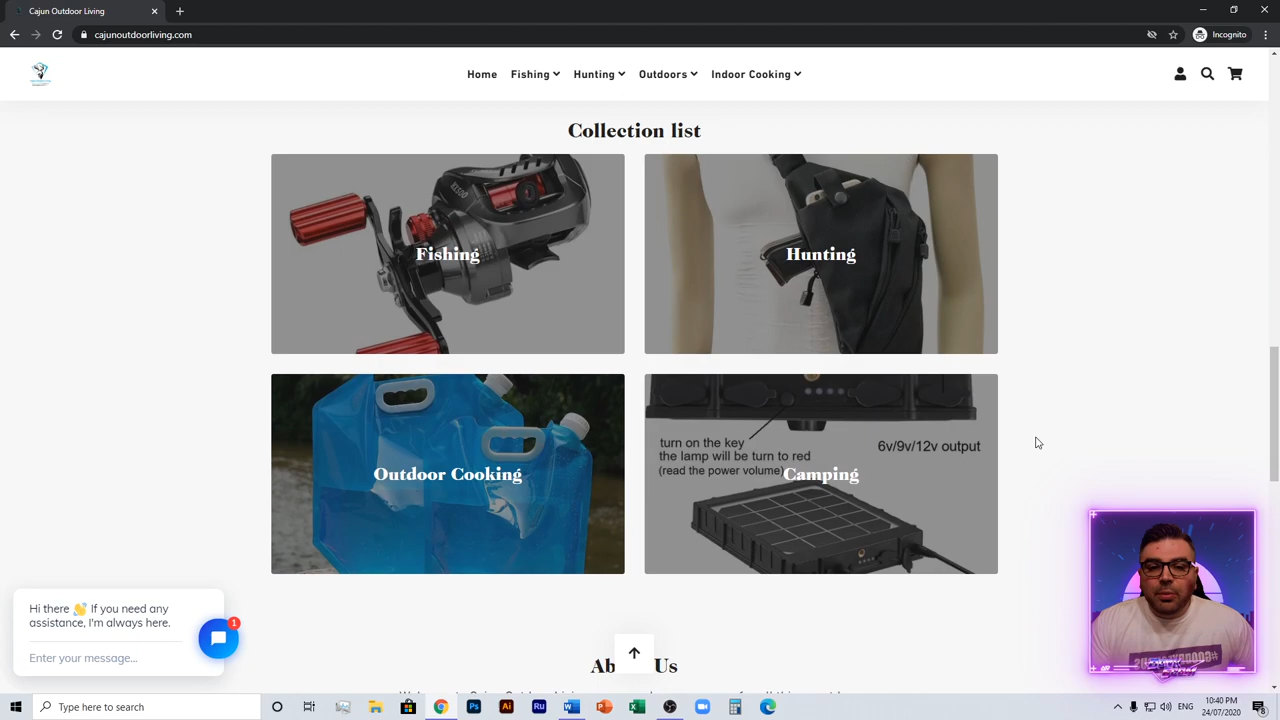 Cajun Outdoor Living
cajunoutdoorliving.com
Incognito
Home
Fishing
Hunting
Outdoors
Indoor Cooking
Collection list
Fishing
Hunting
Outdoor Cooking
turn on the key
the lamp will be turn to red
(read the power volume)
6v/9v/12v output
Camping
Hi there 👋 If you need any
assistance, I'm always here.
1
Enter your message...
Type here to search
ENG
10:40 PM
24/07/2020